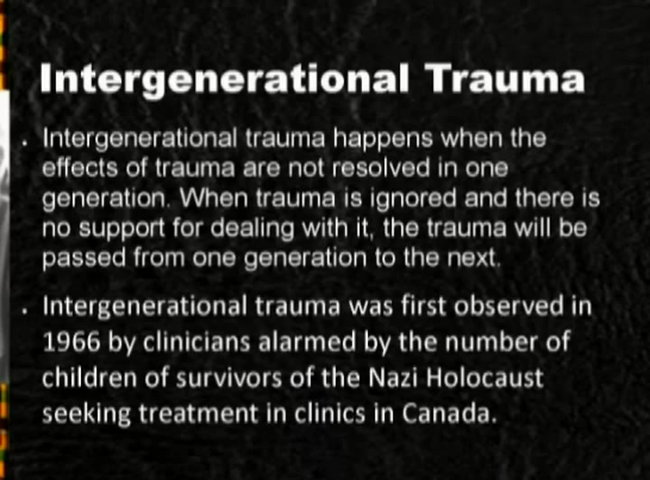 Intergenerational Trauma
. Intergenerational trauma happens when the
effects of trauma are not resolved in one
generation. When trauma is ignored and there is
no support for dealing with it, the trauma will be
passed from one generation to the next.
. Intergenerational trauma was first observed in
1966 by clinicians alarmed by the number of
children of survivors of the Nazi Holocaust
seeking treatment in clinics in Canada.